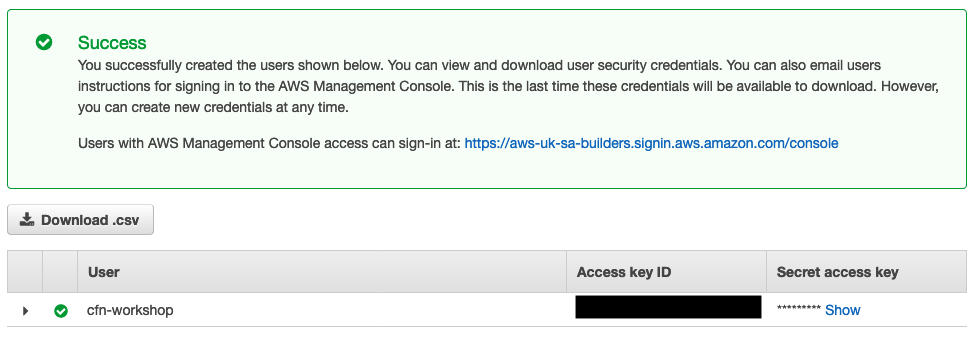 Success
You successfully created the users shown below. You can view and download user security credentials. You can also email users
instructions for signing in to the AWS Management Console. This is the last time these credentials will be available to download. However,
you can create new credentials at any time.
Users with AWS Management Console access can sign-in at: https://aws-uk-sa-builders.signin.aws.amazon.com/console
Download .csv
User Access key ID Secret access key
cfn-workshop ********* Show